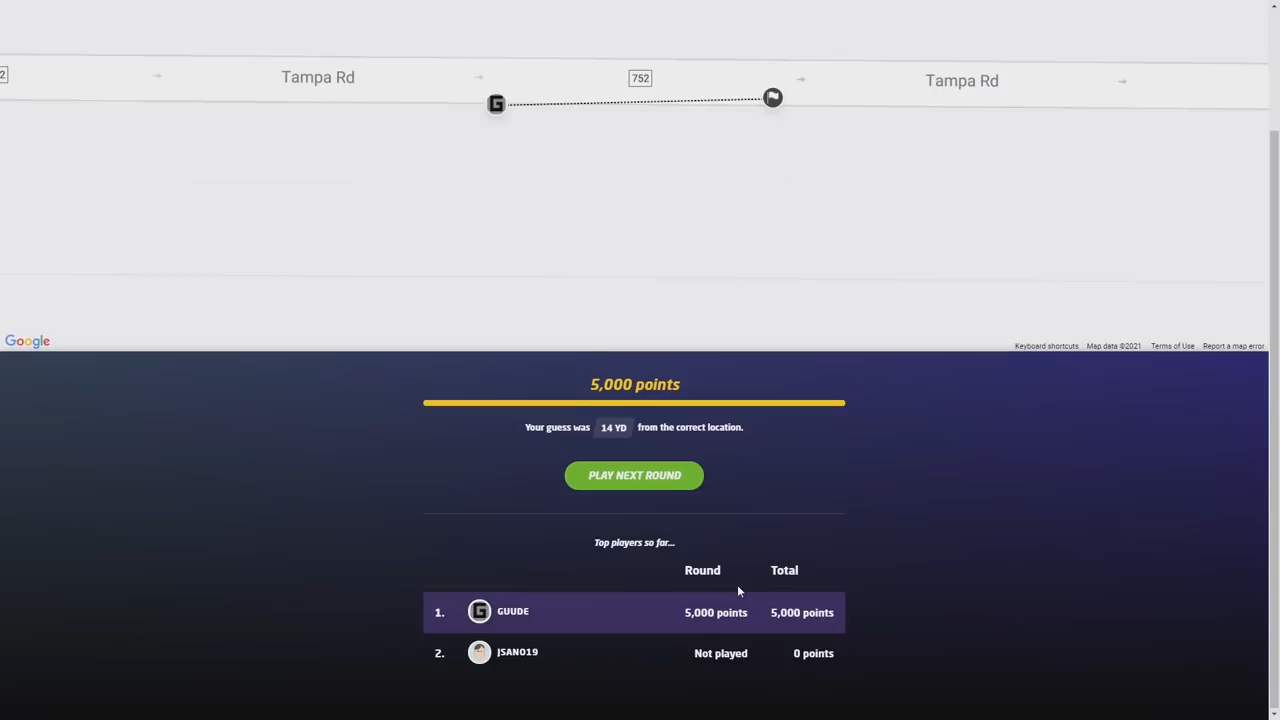 2
Tampa Rd
752
Tampa Rd
G
Google
Keyboard shortcuts
Map data ©2021
Terms of Use
Report a map error
5,000 points
Your guess was 14 YD from the correct location.
PLAY NEXT ROUND
Top players so far...
Round Total
1. G GUUDE 5,000 points 5,000 points
2. JSANO19 Not played 0 points